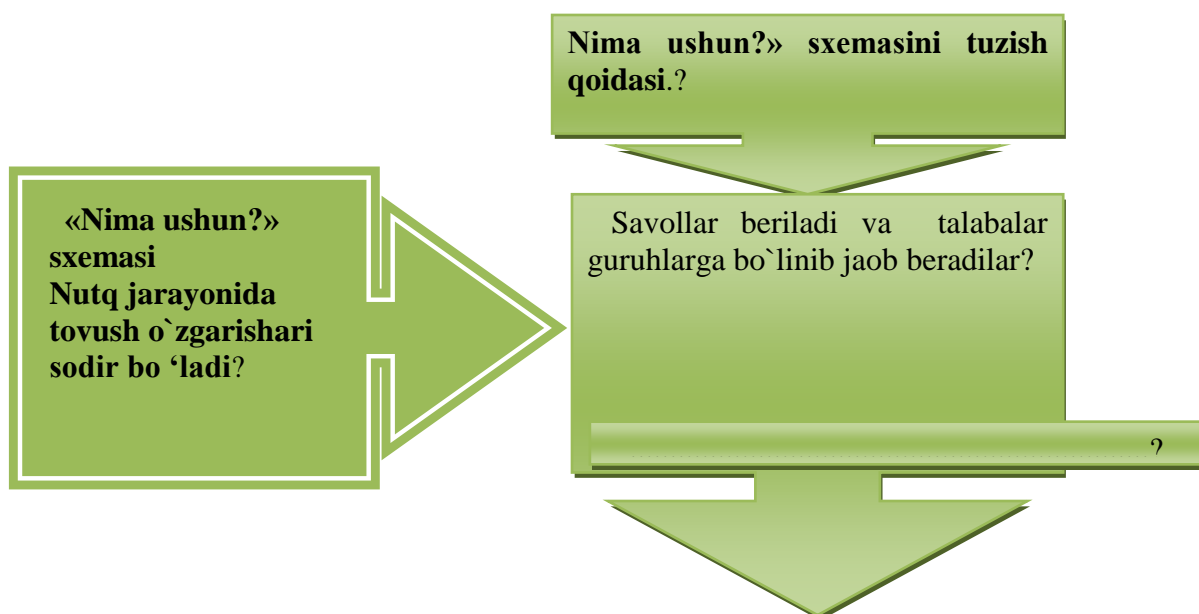 Nima ushun?» sxemasini tuzish
qoidasi.?
«Nima ushun?»
sxemasi
Nutq jarayonida
tovush o`zgarishari
sodir bo ‘ladi?
Savollar beriladi va talabalar
guruhlarga bo`linib jaob beradilar?
?